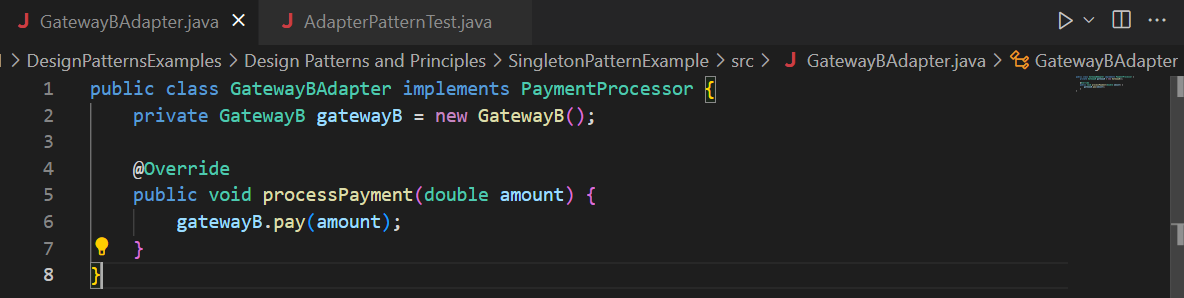 J GatewayBAdapter.java × J AdapterPatternTest.java
> DesignPatternsExamples > Design Patterns and Principles > SingletonPatternExample > src > J GatewayBAdapter.java > GatewayBAdapter
1 public class GatewayBAdapter implements PaymentProcessor {
2     private GatewayB gatewayB = new GatewayB();
3
4     @Override
5     public void processPayment(double amount) {
6         gatewayB.pay(amount);
7     }
8 }